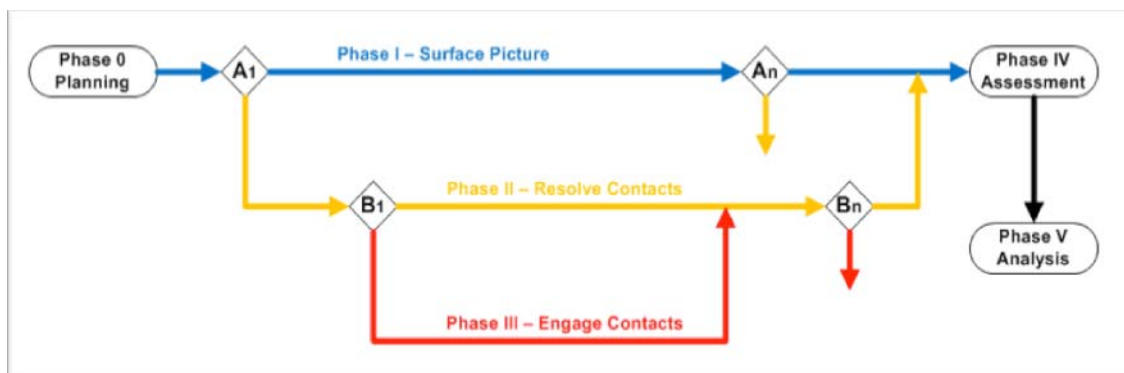 Phase 0
Planning
A1
Phase I – Surface Picture
An
Phase IV
Assessment
B1
Phase II – Resolve Contacts
Bn
Phase V
Analysis
Phase III – Engage Contacts